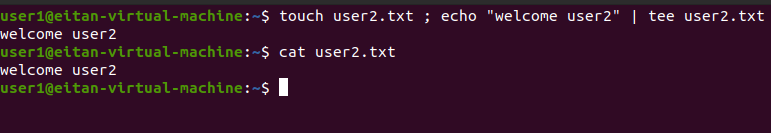 user1@eitan-virtual-machine:~$ touch user2.txt ; echo "welcome user2" | tee user2.txt
welcome user2
user1@eitan-virtual-machine:~$ cat user2.txt
welcome user2
user1@eitan-virtual-machine:~$